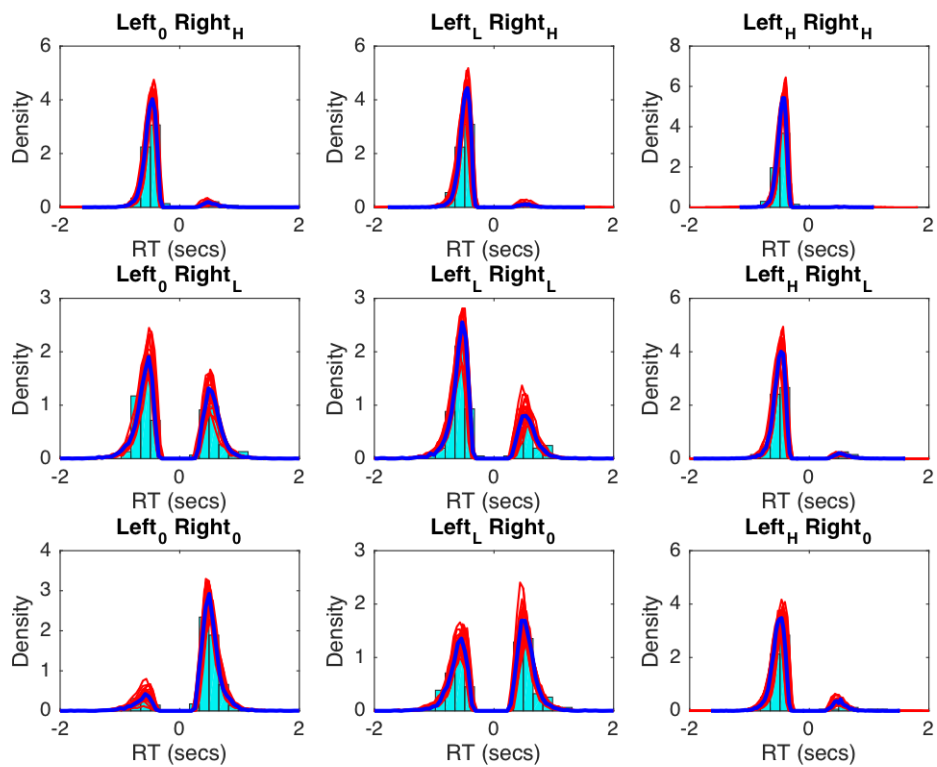 Left0 RightH LeftL RightH LeftH RightH
6 6 8
6
4 4
4
2 2
2
0 0 0
-2 0 2 -2 0 2 -2 0 2
Density Density Density
RT (secs) RT (secs) RT (secs)
Left0 RightL LeftL RightL LeftH RightL
3 3 6
2 2 4
1 1 2
0 0 0
-2 0 2 -2 0 2 -2 0 2
Density Density Density
RT (secs) RT (secs) RT (secs)
Left0 Right0 LeftL Right0 LeftH Right0
4 3 6
3
2 4
2
1 2
1
0 0 0
-2 0 2 -2 0 2 -2 0 2
Density Density Density
RT (secs) RT (secs) RT (secs)